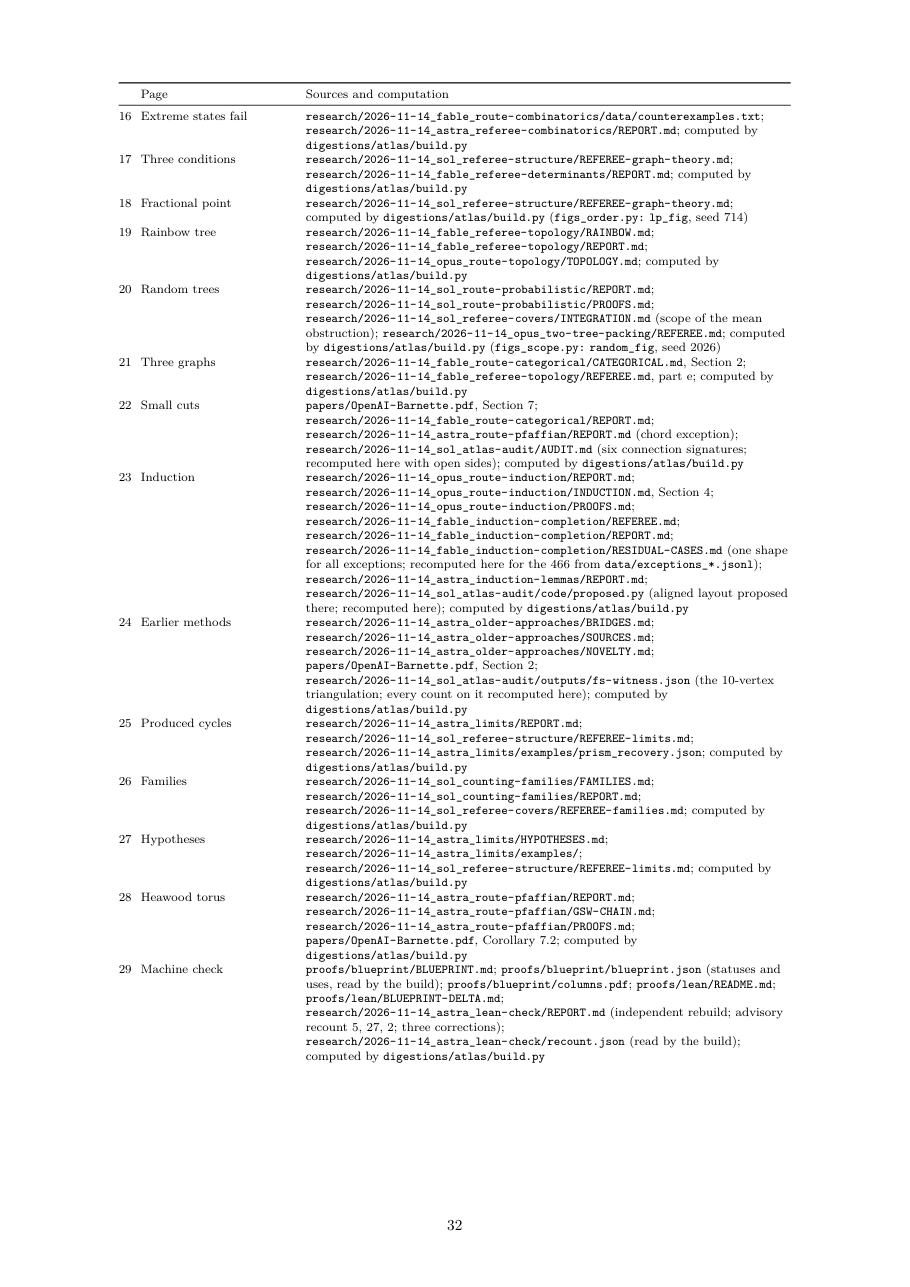 Page Sources and computation
16 Extreme states fail research/2026-11-14_fable_route-combinatorics/data/counterexamples.txt;
research/2026-11-14_astra_referee-combinatorics/REPORT.md; computed by
digestions/atlas/build.py
17 Three conditions research/2026-11-14_sol_referee-structure/REFEREE-graph-theory.md;
research/2026-11-14_fable_referee-determinants/REPORT.md; computed by
digestions/atlas/build.py
18 Fractional point research/2026-11-14_sol_referee-structure/REFEREE-graph-theory.md;
computed by digestions/atlas/build.py (figs_order.py: lp_fig, seed 714)
19 Rainbow tree research/2026-11-14_fable_referee-topology/RAINBOW.md;
research/2026-11-14_fable_referee-topology/REPORT.md;
research/2026-11-14_opus_route-topology/TOPOLOGY.md; computed by
digestions/atlas/build.py
20 Random trees research/2026-11-14_sol_route-probabilistic/REPORT.md;
research/2026-11-14_sol_route-probabilistic/PROOFS.md;
research/2026-11-14_sol_referee-covers/INTEGRATION.md (scope of the mean
obstruction); research/2026-11-14_opus_two-tree-packing/REFEREE.md; computed
by digestions/atlas/build.py (figs_scope.py: random_fig, seed 2026)
21 Three graphs research/2026-11-14_fable_route-categorical/CATEGORICAL.md, Section 2;
research/2026-11-14_fable_referee-topology/REFEREE.md, part e; computed by
digestions/atlas/build.py
22 Small cuts papers/OpenAI-Barnette.pdf, Section 7;
research/2026-11-14_fable_route-categorical/REPORT.md;
research/2026-11-14_astra_route-pfaffian/REPORT.md (chord exception);
research/2026-11-14_sol_atlas-audit/AUDIT.md (six connection signatures;
recomputed here with open sides); computed by digestions/atlas/build.py
23 Induction research/2026-11-14_opus_route-induction/REPORT.md;
research/2026-11-14_opus_route-induction/INDUCTION.md, Section 4;
research/2026-11-14_opus_route-induction/PROOFS.md;
research/2026-11-14_fable_induction-completion/REFEREE.md;
research/2026-11-14_fable_induction-completion/REPORT.md;
research/2026-11-14_fable_induction-completion/RESIDUAL-CASES.md (one shape
for all exceptions; recomputed here for the 466 from data/exceptions_*.jsonl);
research/2026-11-14_astra_induction-lemmas/REPORT.md;
research/2026-11-14_sol_atlas-audit/code/proposed.py (aligned layout proposed
there; recomputed here); computed by digestions/atlas/build.py
24 Earlier methods research/2026-11-14_astra_older-approaches/BRIDGES.md;
research/2026-11-14_astra_older-approaches/SOURCES.md;
research/2026-11-14_astra_older-approaches/NOVELTY.md;
papers/OpenAI-Barnette.pdf, Section 2;
research/2026-11-14_sol_atlas-audit/outputs/fs-witness.json (the 10-vertex
triangulation; every count on it recomputed here); computed by
digestions/atlas/build.py
25 Produced cycles research/2026-11-14_astra_limits/REPORT.md;
research/2026-11-14_sol_referee-structure/REFEREE-limits.md;
research/2026-11-14_astra_limits/examples/prism_recovery.json; computed by
digestions/atlas/build.py
26 Families research/2026-11-14_sol_counting-families/FAMILIES.md;
research/2026-11-14_sol_counting-families/REPORT.md;
research/2026-11-14_sol_referee-covers/REFEREE-families.md; computed by
digestions/atlas/build.py
27 Hypotheses research/2026-11-14_astra_limits/HYPOTHESES.md;
research/2026-11-14_astra_limits/examples/;
research/2026-11-14_sol_referee-structure/REFEREE-limits.md; computed by
digestions/atlas/build.py
28 Heawood torus research/2026-11-14_astra_route-pfaffian/REPORT.md;
research/2026-11-14_astra_route-pfaffian/GSW-CHAIN.md;
research/2026-11-14_astra_route-pfaffian/PROOFS.md;
papers/OpenAI-Barnette.pdf, Corollary 7.2; computed by
digestions/atlas/build.py
29 Machine check proofs/blueprint/BLUEPRINT.md; proofs/blueprint/blueprint.json (statuses and
uses, read by the build); proofs/blueprint/columns.pdf; proofs/lean/README.md;
proofs/lean/BLUEPRINT-DELTA.md;
research/2026-11-14_astra_lean-check/REPORT.md (independent rebuild; advisory
recount 5, 27, 2; three corrections);
research/2026-11-14_astra_lean-check/recount.json (read by the build);
computed by digestions/atlas/build.py
32